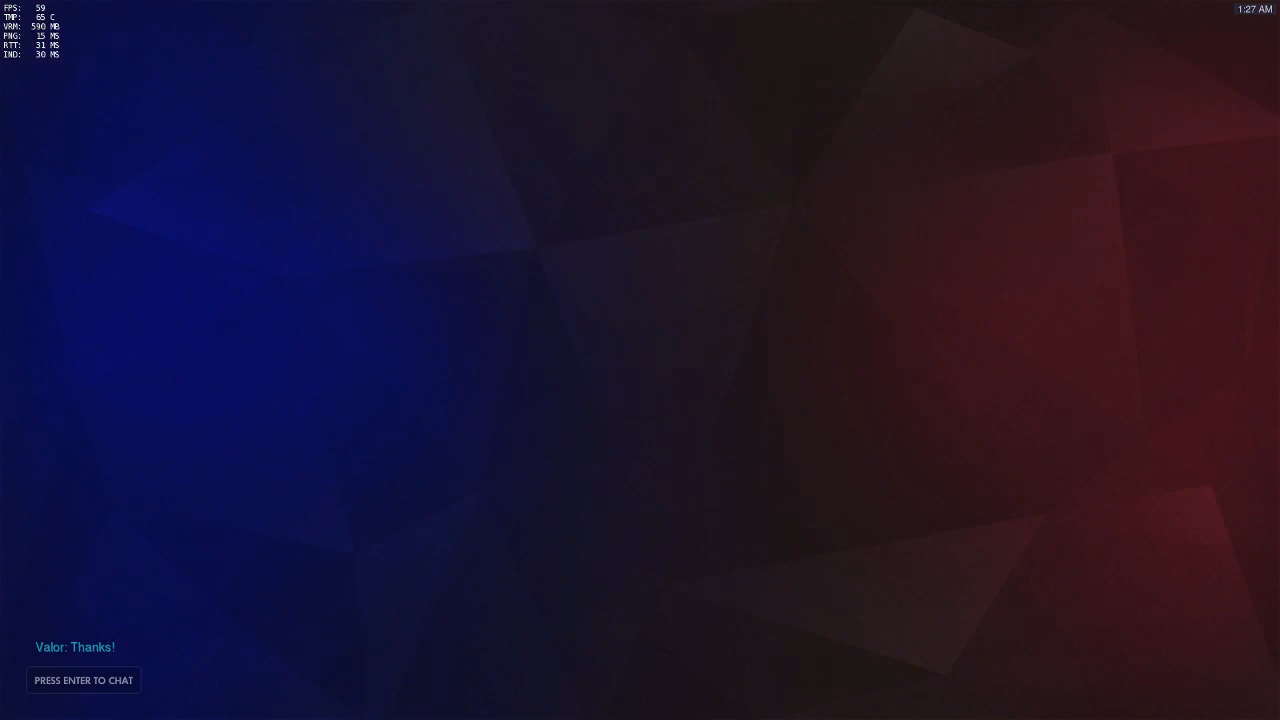 FPS: 59
TMP: 65 C
VRM: 590 MB
PNG: 15 MS
RTT: 31 MS
IND: 30 MS
1:27 AM
Valor: Thanks!
PRESS ENTER TO CHAT